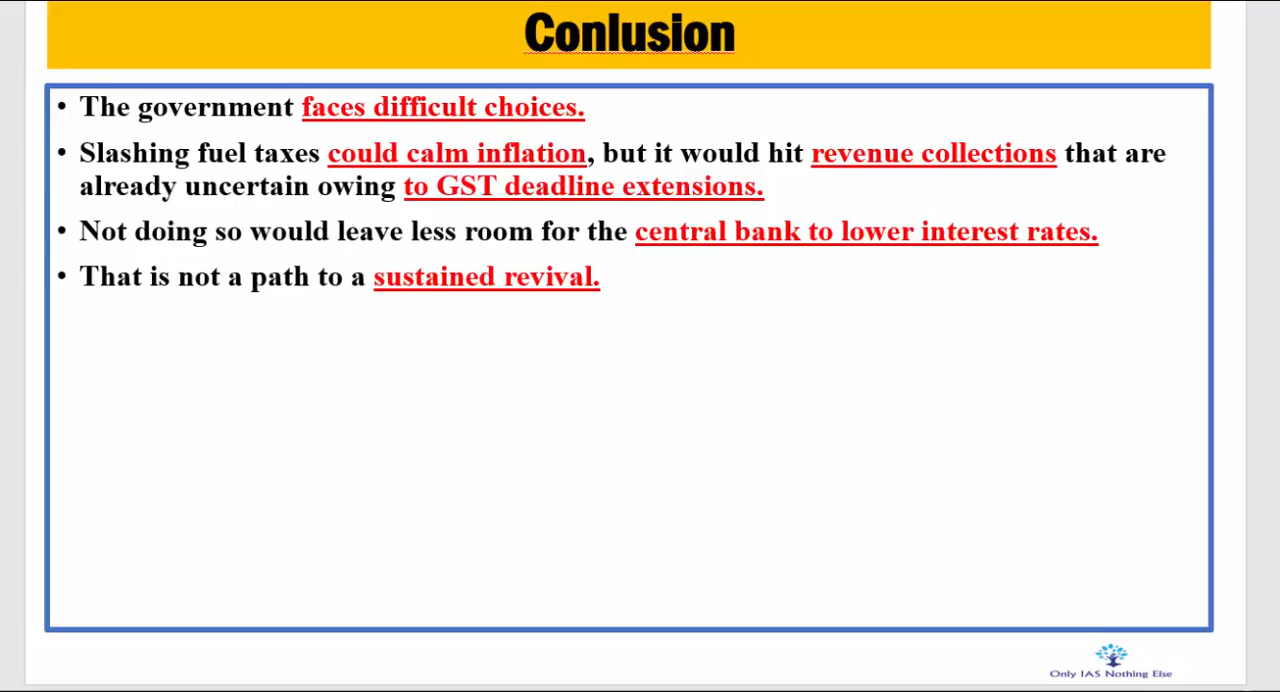 Conlusion
• The government faces difficult choices.
• Slashing fuel taxes could calm inflation, but it would hit revenue collections that are
already uncertain owing to GST deadline extensions.
• Not doing so would leave less room for the central bank to lower interest rates.
• That is not a path to a sustained revival.
Only IAS Nothing Else